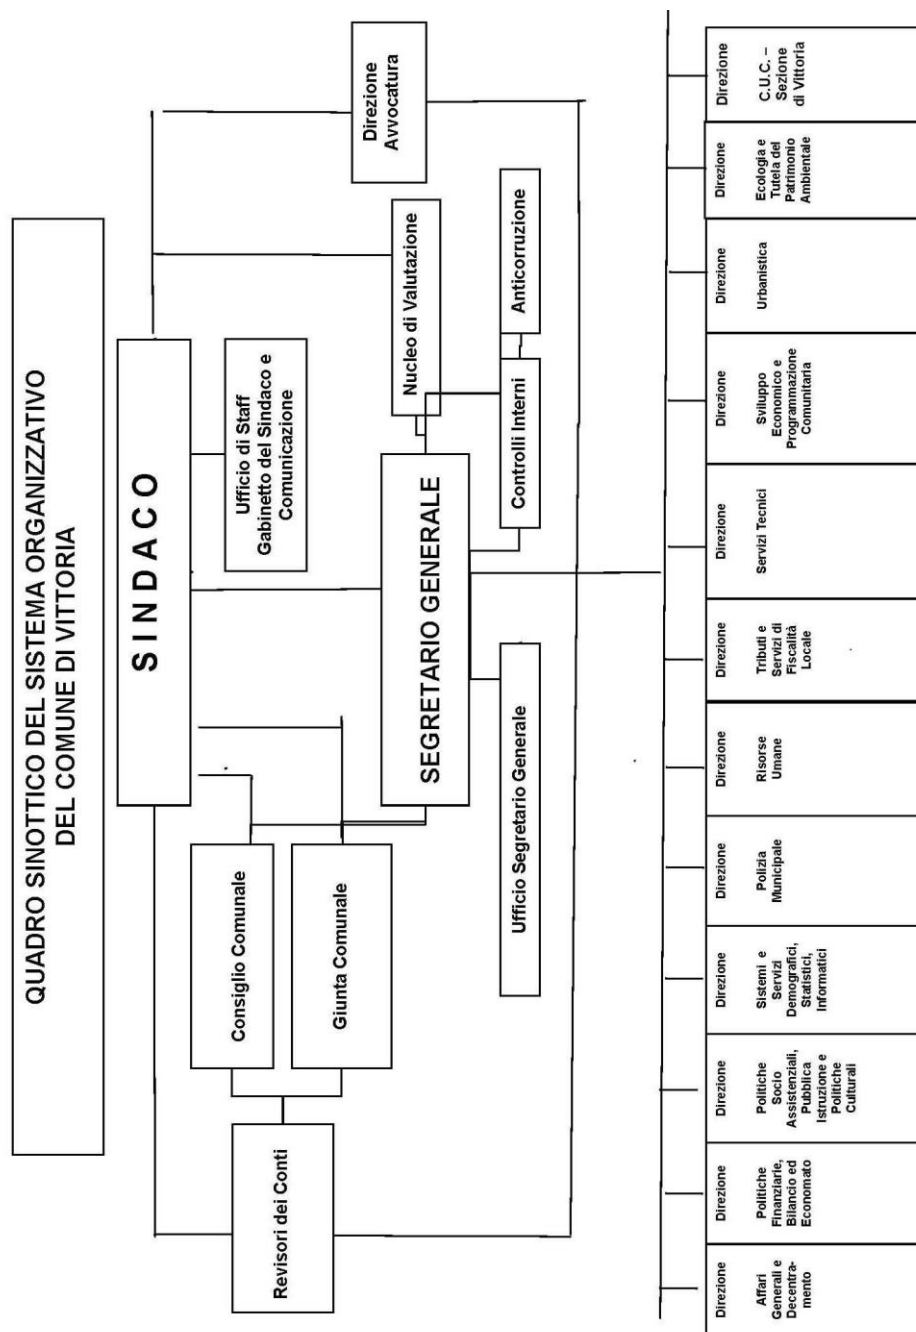 QUADRO SINOTTICO DEL SISTEMA ORGANIZZATIVO
DEL COMUNE DI VITTORIA
SINDACO
Ufficio di Staff
Gabinetto del Sindaco e
Comunicazione
Direzione
Avvocatura
Consiglio Comunale
Giunta Comunale
Revisori dei Conti
SEGRETARIO GENERALE
Nucleo di Valutazione
Ufficio Segretario Generale
Controlli Interni
Anticorruzione
Direzione
Affari
Generali e
Decentra-
mento
Direzione
Politiche
Finanziarie,
Bilancio ed
Economato
Direzione
Politiche
Socio
Assistenziali,
Pubblica
Istruzione e
Politiche
Culturali
Direzione
Sistemi e
Servizi
Demografici,
Statistici,
Informatici
Direzione
Polizia
Municipale
Direzione
Risorse
Umane
Direzione
Tributi e
Servizi di
Fiscalità
Locale
Direzione
Servizi Tecnici
Direzione
Sviluppo
Economico e
Programmazione
Comunitaria
Direzione
Urbanistica
Direzione
Ecologia e
Tutela del
Patrimonio
Ambientale
Direzione
C.U.C. –
Sezione
di Vittoria